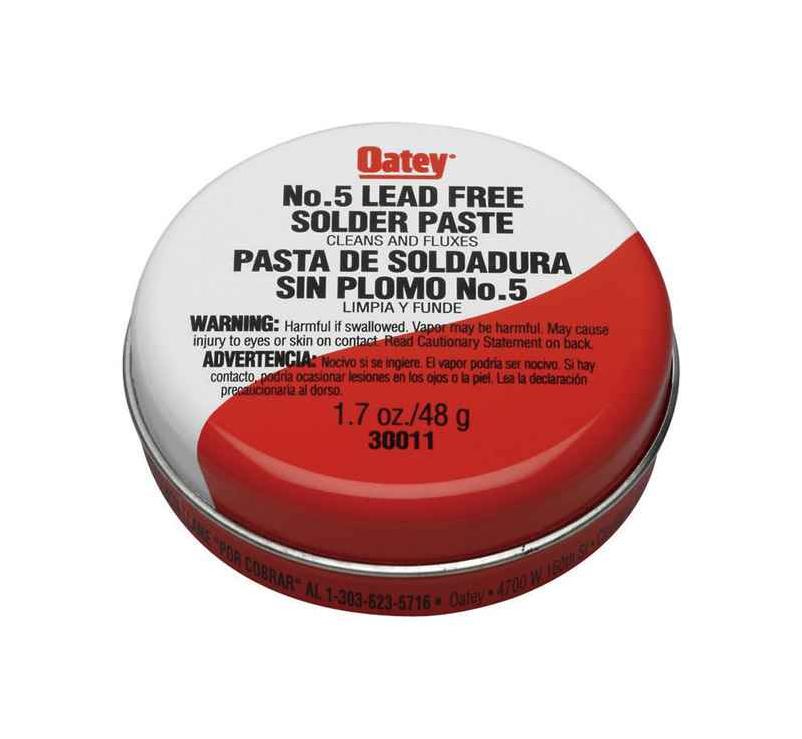 Oatey
No.5 LEAD FREE
SOLDER PASTE
CLEANS AND FLUXES
PASTA DE SOLDADURA
SIN PLOMO No.5
LIMPIA Y FUNDE
WARNING: Harmful if swallowed. Vapor may be harmful. May cause
injury to eyes or skin on contact. Read Cautionary Statement on back.
ADVERTENCIA: Nocivo si se ingiere. El vapor podría ser nocivo. Si hay
contacto, podría ocasionar lesiones en los ojos o la piel. Lea la declaración
precaucionaria al dorso.
1.7 oz./48 g
30011
LLAME "POR COBRAR" AL 1-303-623-5716 • Oatey • 4700 W. 160th St •